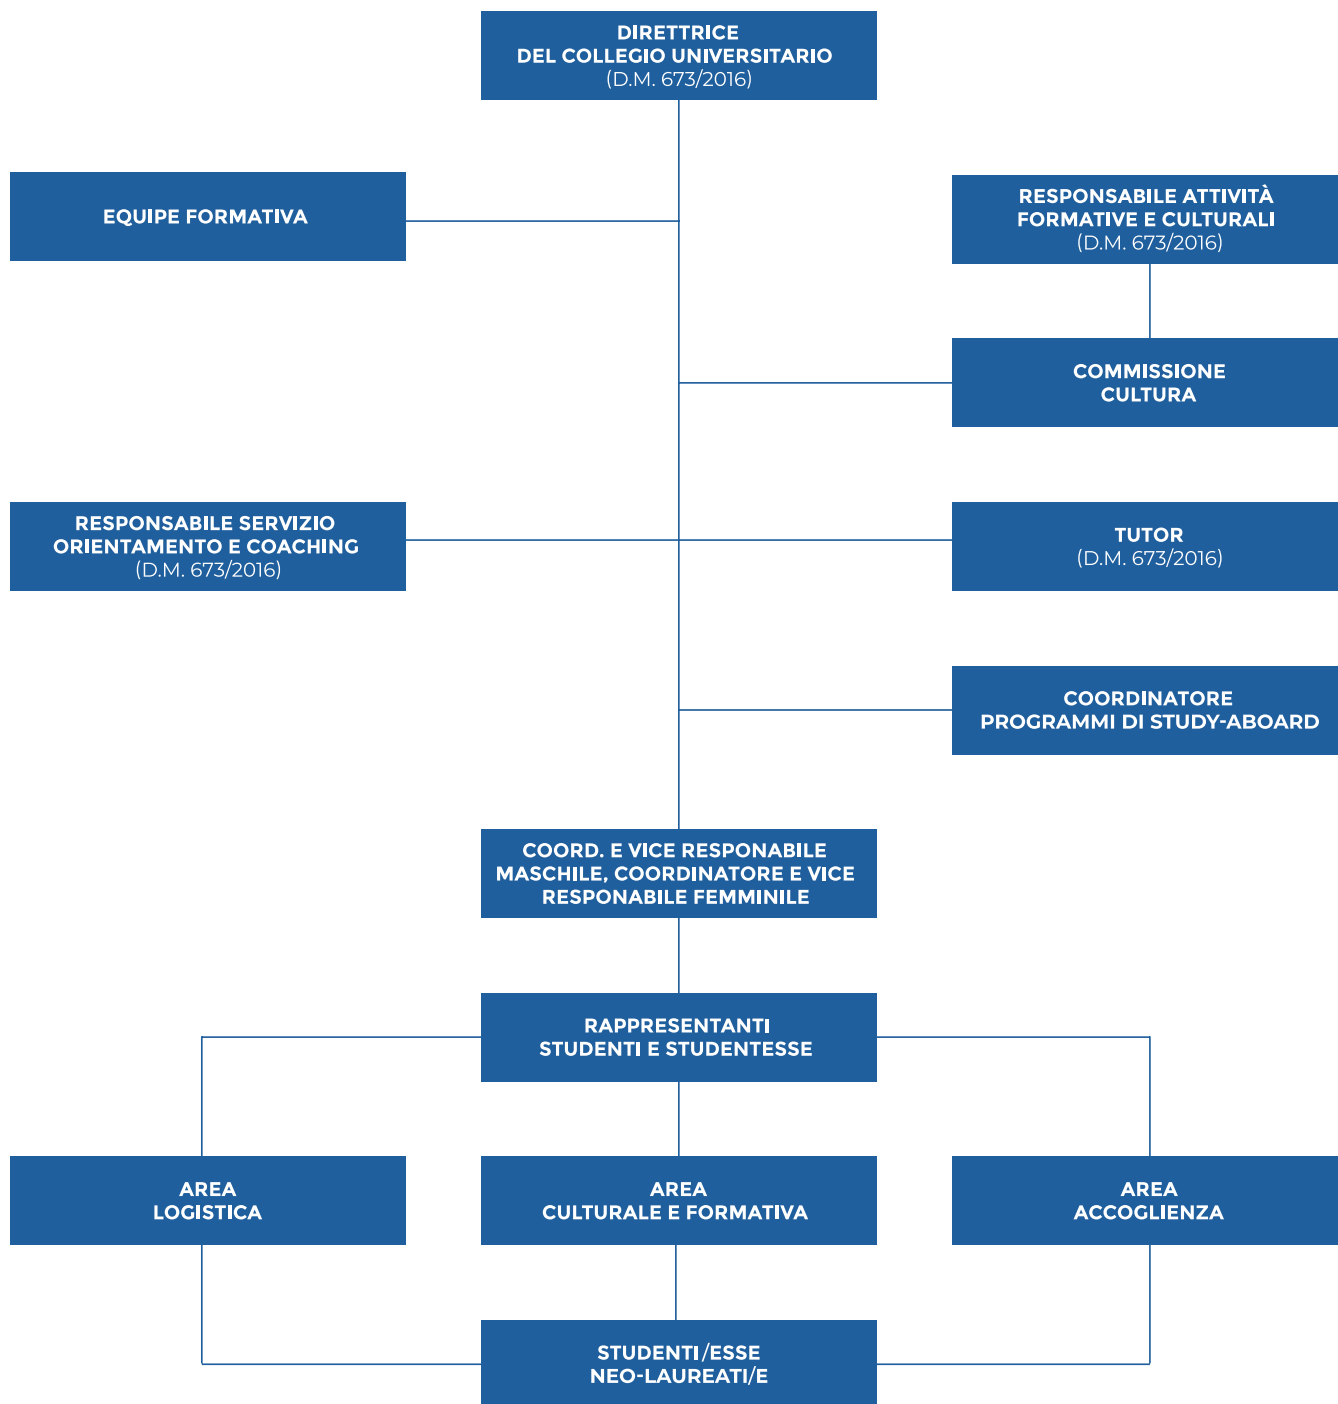 DIRETTRICE
DEL COLLEGIO UNIVERSITARIO
(D.M. 673/2016)
EQUIPE FORMATIVA
RESPONSABILE ATTIVITÀ
FORMATIVE E CULTURALI
(D.M. 673/2016)
COMMISSIONE
CULTURA
RESPONSABILE SERVIZIO
ORIENTAMENTO E COACHING
(D.M. 673/2016)
TUTOR
(D.M. 673/2016)
COORDINATORE
PROGRAMMI DI STUDY-ABOARD
COORD. E VICE RESPONABILE
MASCHILE, COORDINATORE E VICE
RESPONABILE FEMMINILE
RAPPRESENTANTI
STUDENTI E STUDENTESSE
AREA
LOGISTICA
AREA
CULTURALE E FORMATIVA
AREA
ACCOGLIENZA
STUDENTI/ESSE
NEO-LAUREATI/E